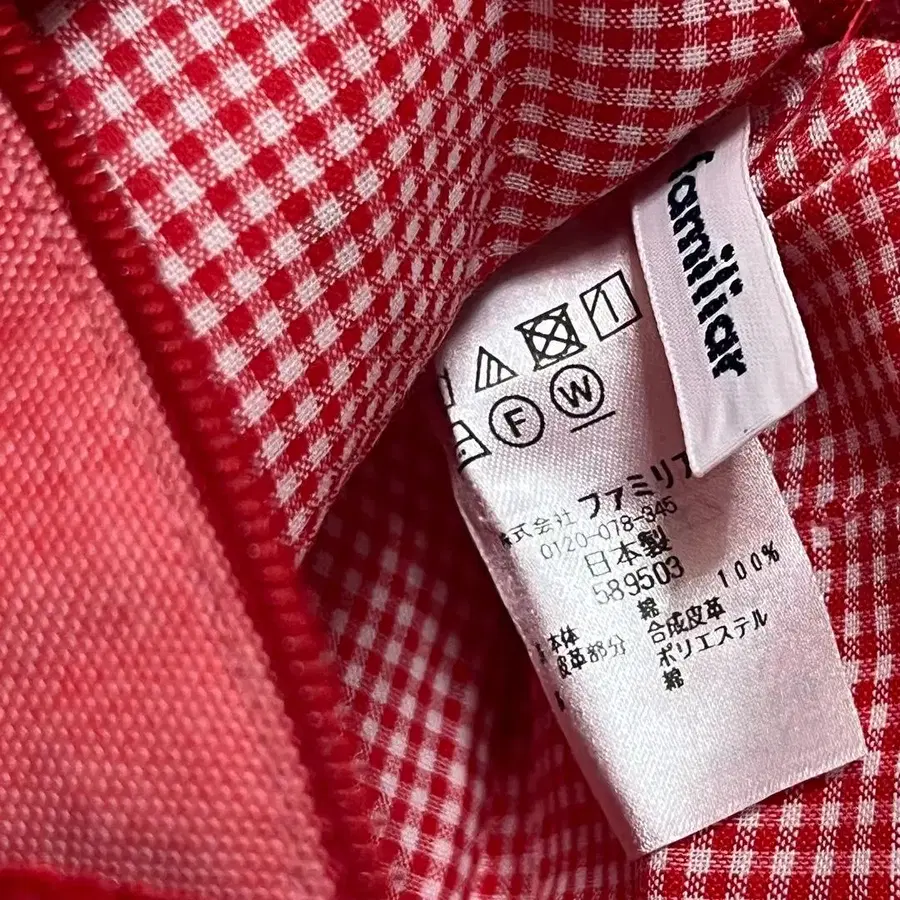 familiar
F W
株式会社 ファミリア
0120-078-345
日本製
589503
本体 綿 100%
皮革部分 合成皮革
ポリエステル
綿